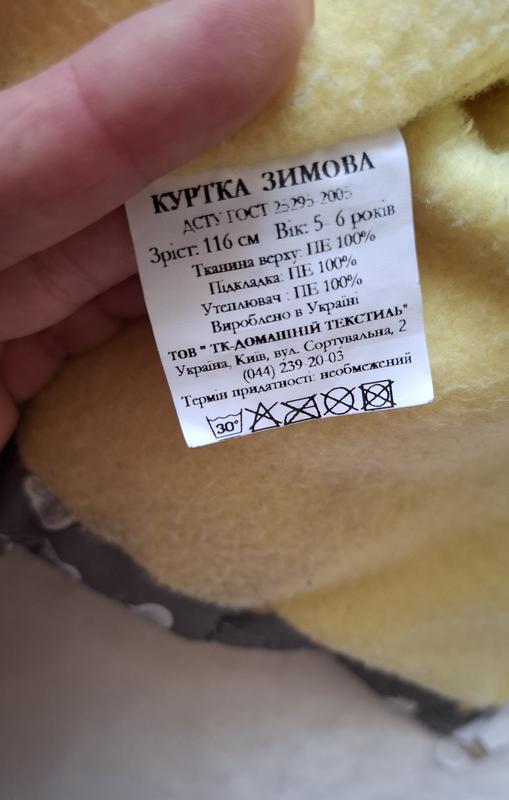 КУРТКА ЗИМОВА
ДСТУ ГОСТ 25295-2005
Зріст: 116 см Вік: 5- 6 років
Тканина верху: ПЕ 100%
Підкладка: ПЕ 100%
Утеплювач : ПЕ 100%
Вироблено в Україні
ТОВ " ТК-ДОМАШНІЙ ТЕКСТИЛЬ"
Україна, Київ, вул. Сортувальна, 2
(044) 239-20-03
Термін придатності: необмежений
30°